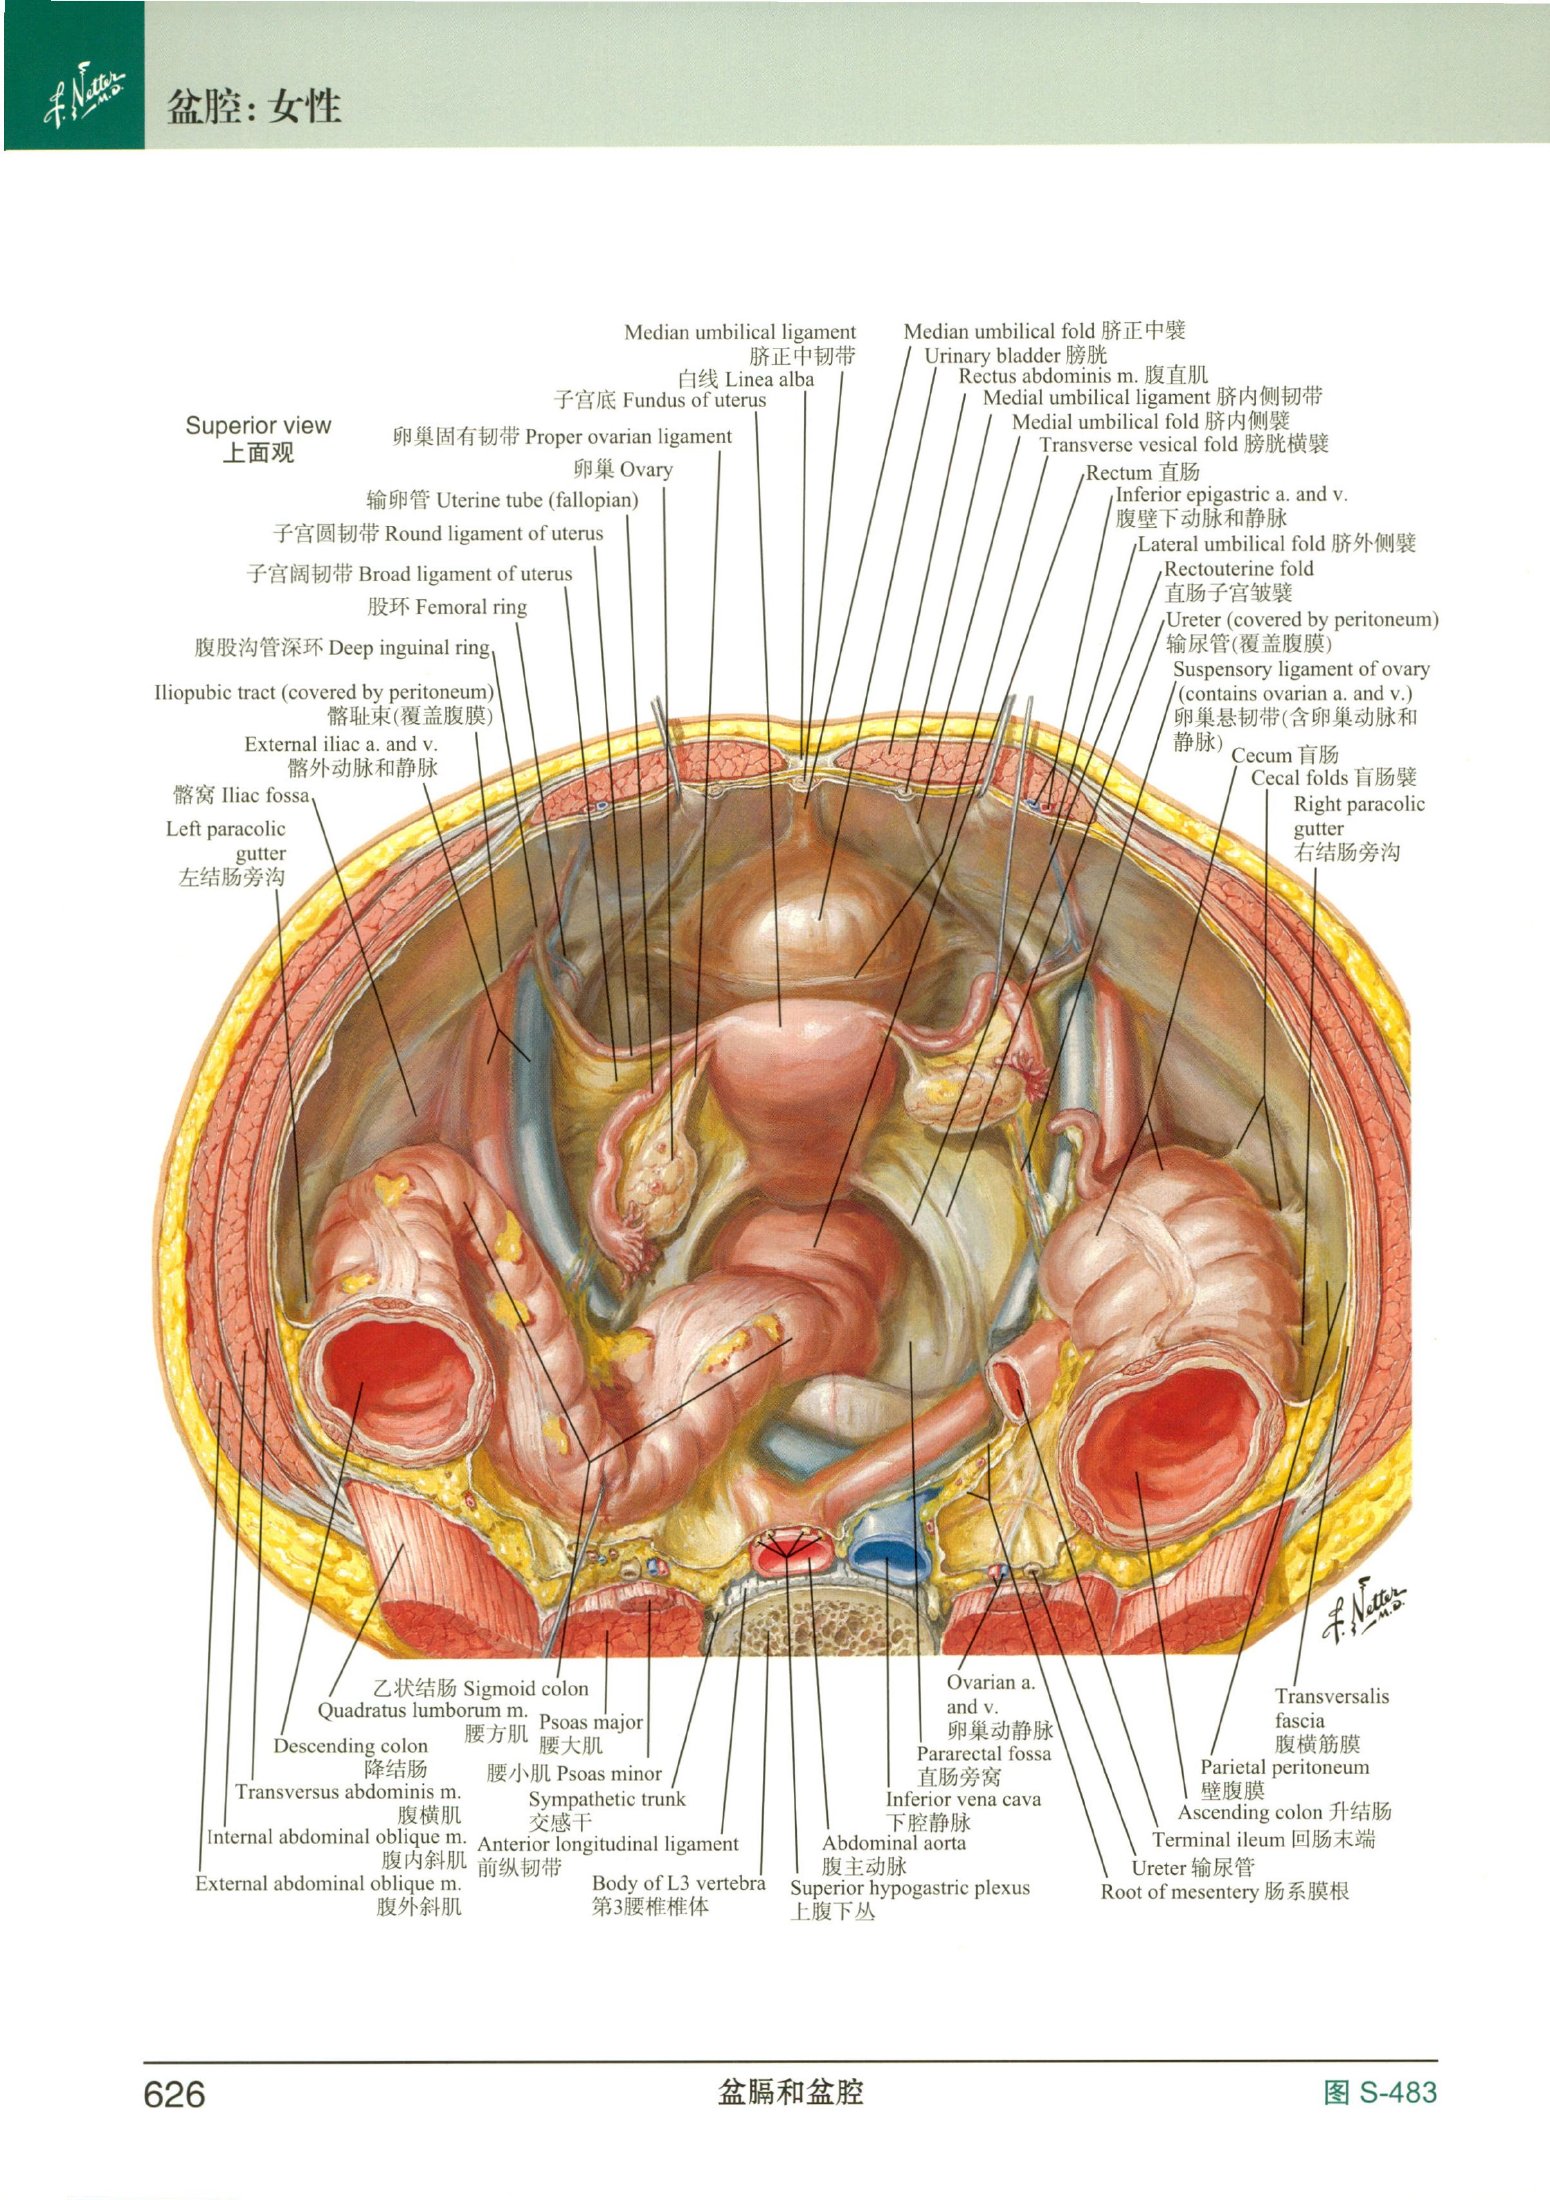 F. Netter
M.D.
盆腔：女性
Superior view
上面观
Median umbilical ligament
脐正中韧带
白线 Linea alba
子宫底 Fundus of uterus
卵巢固有韧带 Proper ovarian ligament
卵巢 Ovary
输卵管 Uterine tube (fallopian)
子宫圆韧带 Round ligament of uterus
子宫阔韧带 Broad ligament of uterus
股环 Femoral ring
腹股沟管深环 Deep inguinal ring
Iliopubic tract (covered by peritoneum)
髂耻束(覆盖腹膜)
External iliac a. and v.
髂外动脉和静脉
髂窝 Iliac fossa
Left paracolic
gutter
左结肠旁沟
Median umbilical fold 脐正中襞
Urinary bladder 膀胱
Rectus abdominis m. 腹直肌
Medial umbilical ligament 脐内侧韧带
Medial umbilical fold 脐内侧襞
Transverse vesical fold 膀胱横襞
Rectum 直肠
Inferior epigastric a. and v.
腹壁下动脉和静脉
Lateral umbilical fold 脐外侧襞
Rectouterine fold
直肠子宫皱襞
Ureter (covered by peritoneum)
输尿管(覆盖腹膜)
Suspensory ligament of ovary
(contains ovarian a. and v.)
卵巢悬韧带(含卵巢动脉和
静脉)
Cecum 盲肠
Cecal folds 盲肠襞
Right paracolic
gutter
右结肠旁沟
F. Netter
M.D.
乙状结肠 Sigmoid colon
Quadratus lumborum m.
腰方肌
Psoas major
腰大肌
Descending colon
降结肠
腰小肌 Psoas minor
Transversus abdominis m.
腹横肌
Sympathetic trunk
交感干
Internal abdominal oblique m.
腹内斜肌
Anterior longitudinal ligament
前纵韧带
External abdominal oblique m.
腹外斜肌
Body of L3 vertebra
第3腰椎椎体
Ovarian a.
and v.
卵巢动静脉
Pararectal fossa
直肠旁窝
Inferior vena cava
下腔静脉
Abdominal aorta
腹主动脉
Superior hypogastric plexus
上腹下丛
Transversalis
fascia
腹横筋膜
Parietal peritoneum
壁腹膜
Ascending colon 升结肠
Terminal ileum 回肠末端
Ureter 输尿管
Root of mesentery 肠系膜根
626
盆膈和盆腔
图 S-483